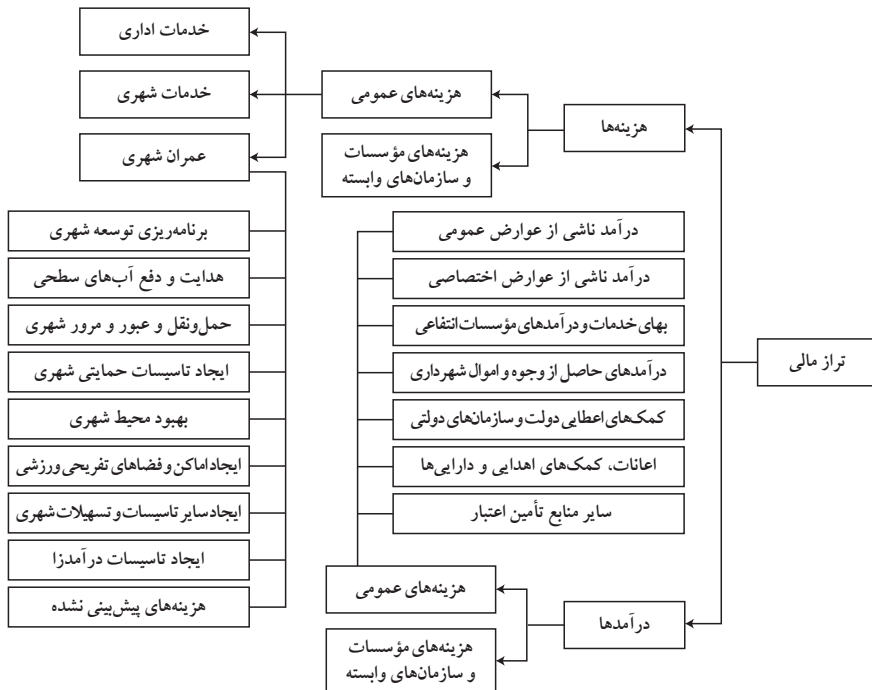 تراز مالی
هزینه‌ها
هزینه‌های عمومی
هزینه‌های مؤسسات
و سازمان‌های وابسته
خدمات اداری
خدمات شهری
عمران شهری
برنامه‌ریزی توسعه شهری
هدایت و دفع آب‌های سطحی
حمل‌ونقل و عبور و مرور شهری
ایجاد تاسیسات حمایتی شهری
بهبود محیط شهری
ایجاد اماکن و فضاهای تفریحی ورزشی
ایجاد سایر تاسیسات و تسهیلات شهری
ایجاد تاسیسات درآمدزا
هزینه‌های پیش‌بینی نشده
درآمدها
هزینه‌های عمومی
هزینه‌های مؤسسات
و سازمان‌های وابسته
درآمد ناشی از عوارض عمومی
درآمد ناشی از عوارض اختصاصی
بهای خدمات و درآمدهای مؤسسات انتفاعی
درآمدهای حاصل از وجوه و اموال شهرداری
کمک‌های اعطایی دولت و سازمان‌های دولتی
اعانات، کمک‌های اهدایی و دارایی‌ها
سایر منابع تأمین اعتبار